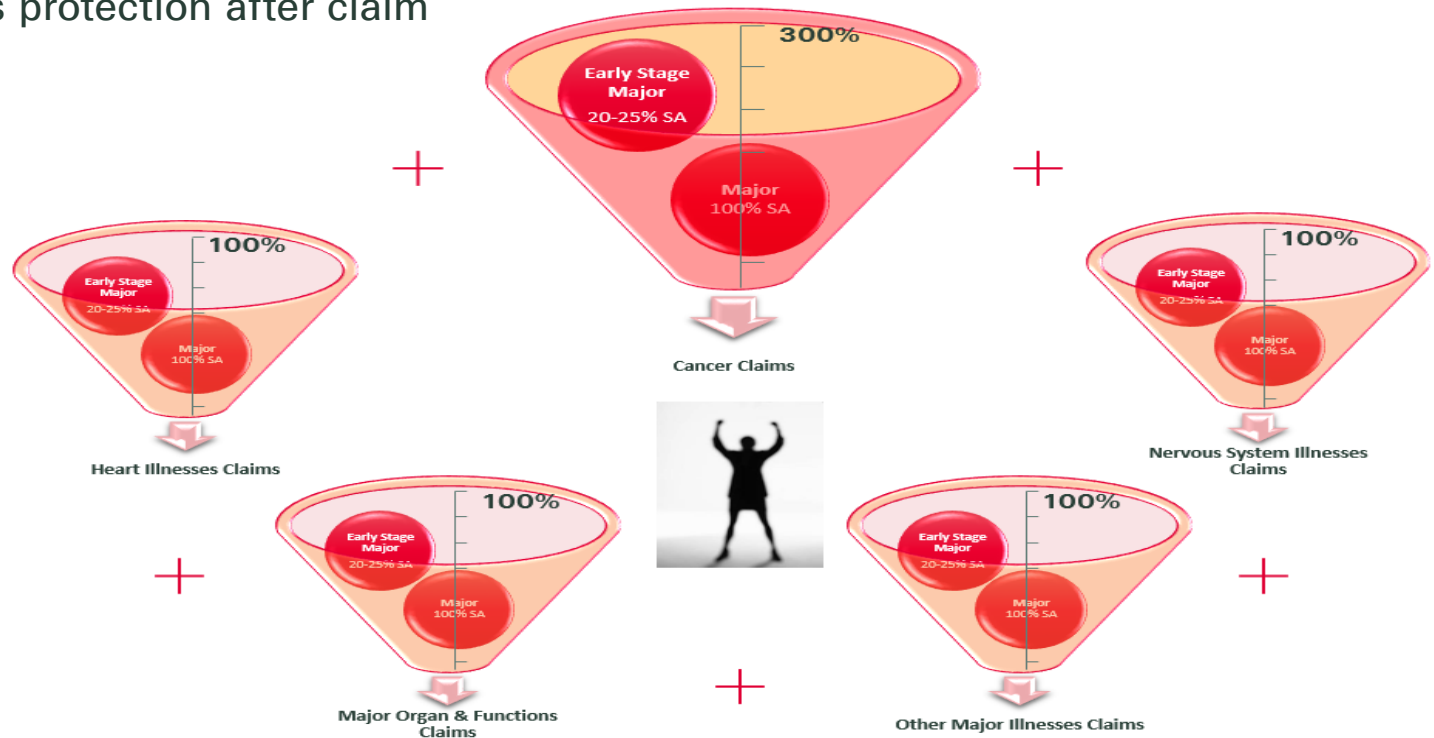 s protection after claim
300%
Early Stage
Major
20-25% SA
Major
100% SA
Cancer Claims
100%
Early Stage
Major
20-25% SA
Major
100% SA
Heart Illnesses Claims
100%
Early Stage
Major
20-25% SA
Major
100% SA
Nervous System Illnesses
Claims
100%
Early Stage
Major
20-25% SA
Major
100% SA
Major Organ & Functions
Claims
100%
Early Stage
Major
20-25% SA
Major
100% SA
Other Major Illnesses Claims